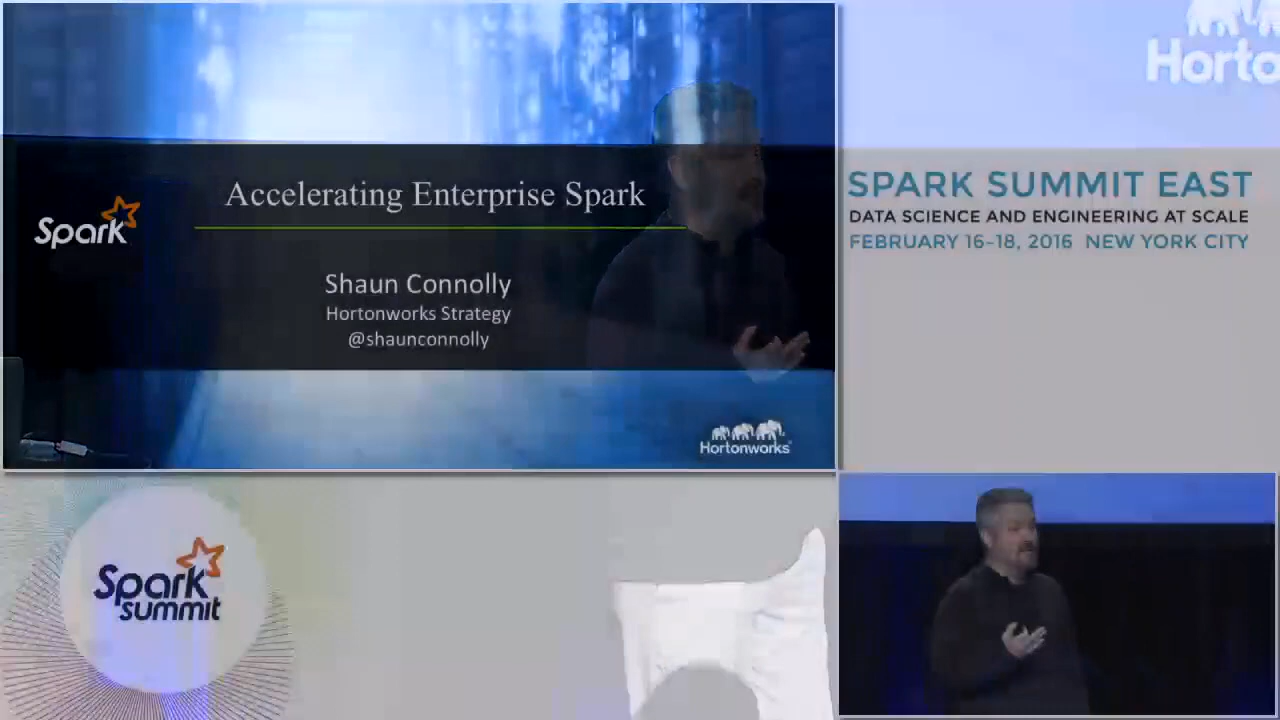 Accelerating Enterprise Spark
Spark
Shaun Connolly
Hortonworks Strategy
@shaunconnolly
Hortonworks
Horto
SPARK SUMMIT EAST
DATA SCIENCE AND ENGINEERING AT SCALE
FEBRUARY 16-18, 2016 NEW YORK CITY
Spark
summit